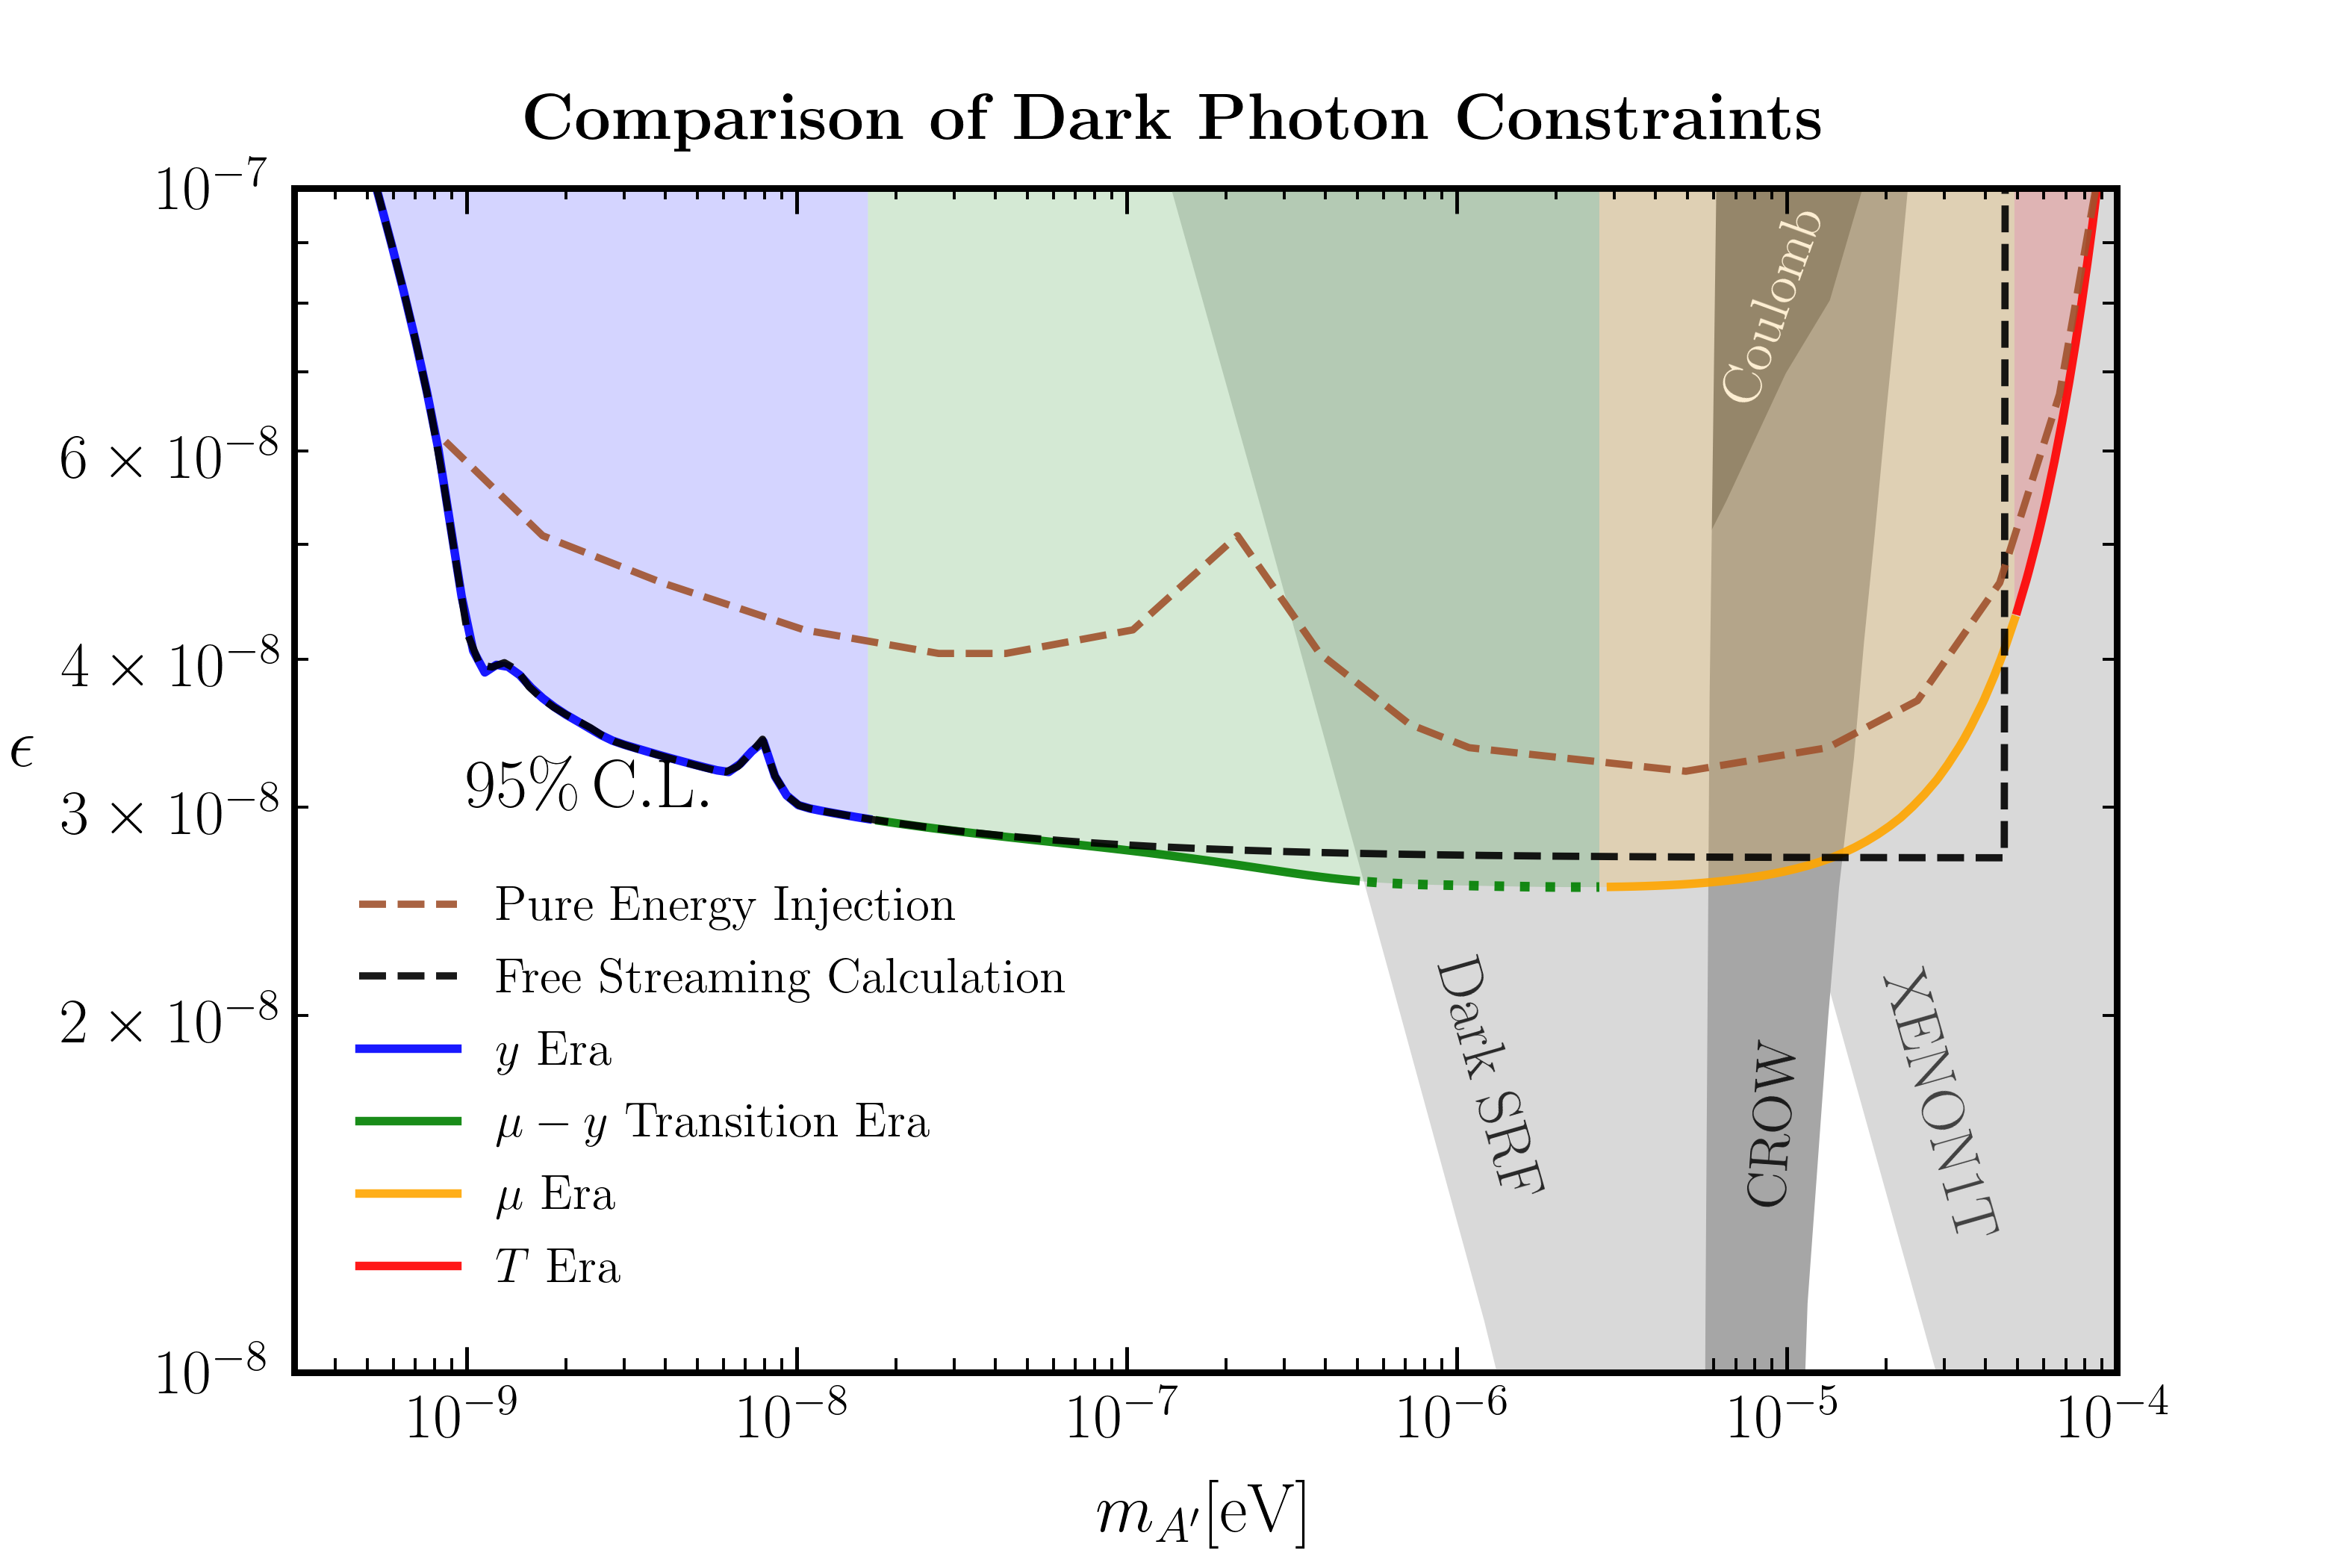 Comparison of Dark Photon Constraints
10⁻⁷
6 × 10⁻⁸
4 × 10⁻⁸
3 × 10⁻⁸
2 × 10⁻⁸
10⁻⁸
ϵ
Coulomb
95% C.L.
Pure Energy Injection
Free Streaming Calculation
y Era
μ − y Transition Era
μ Era
T Era
Dark SRF
CROW
XENON1T
10⁻⁹ 10⁻⁸ 10⁻⁷ 10⁻⁶ 10⁻⁵ 10⁻⁴
m_A′ [eV]